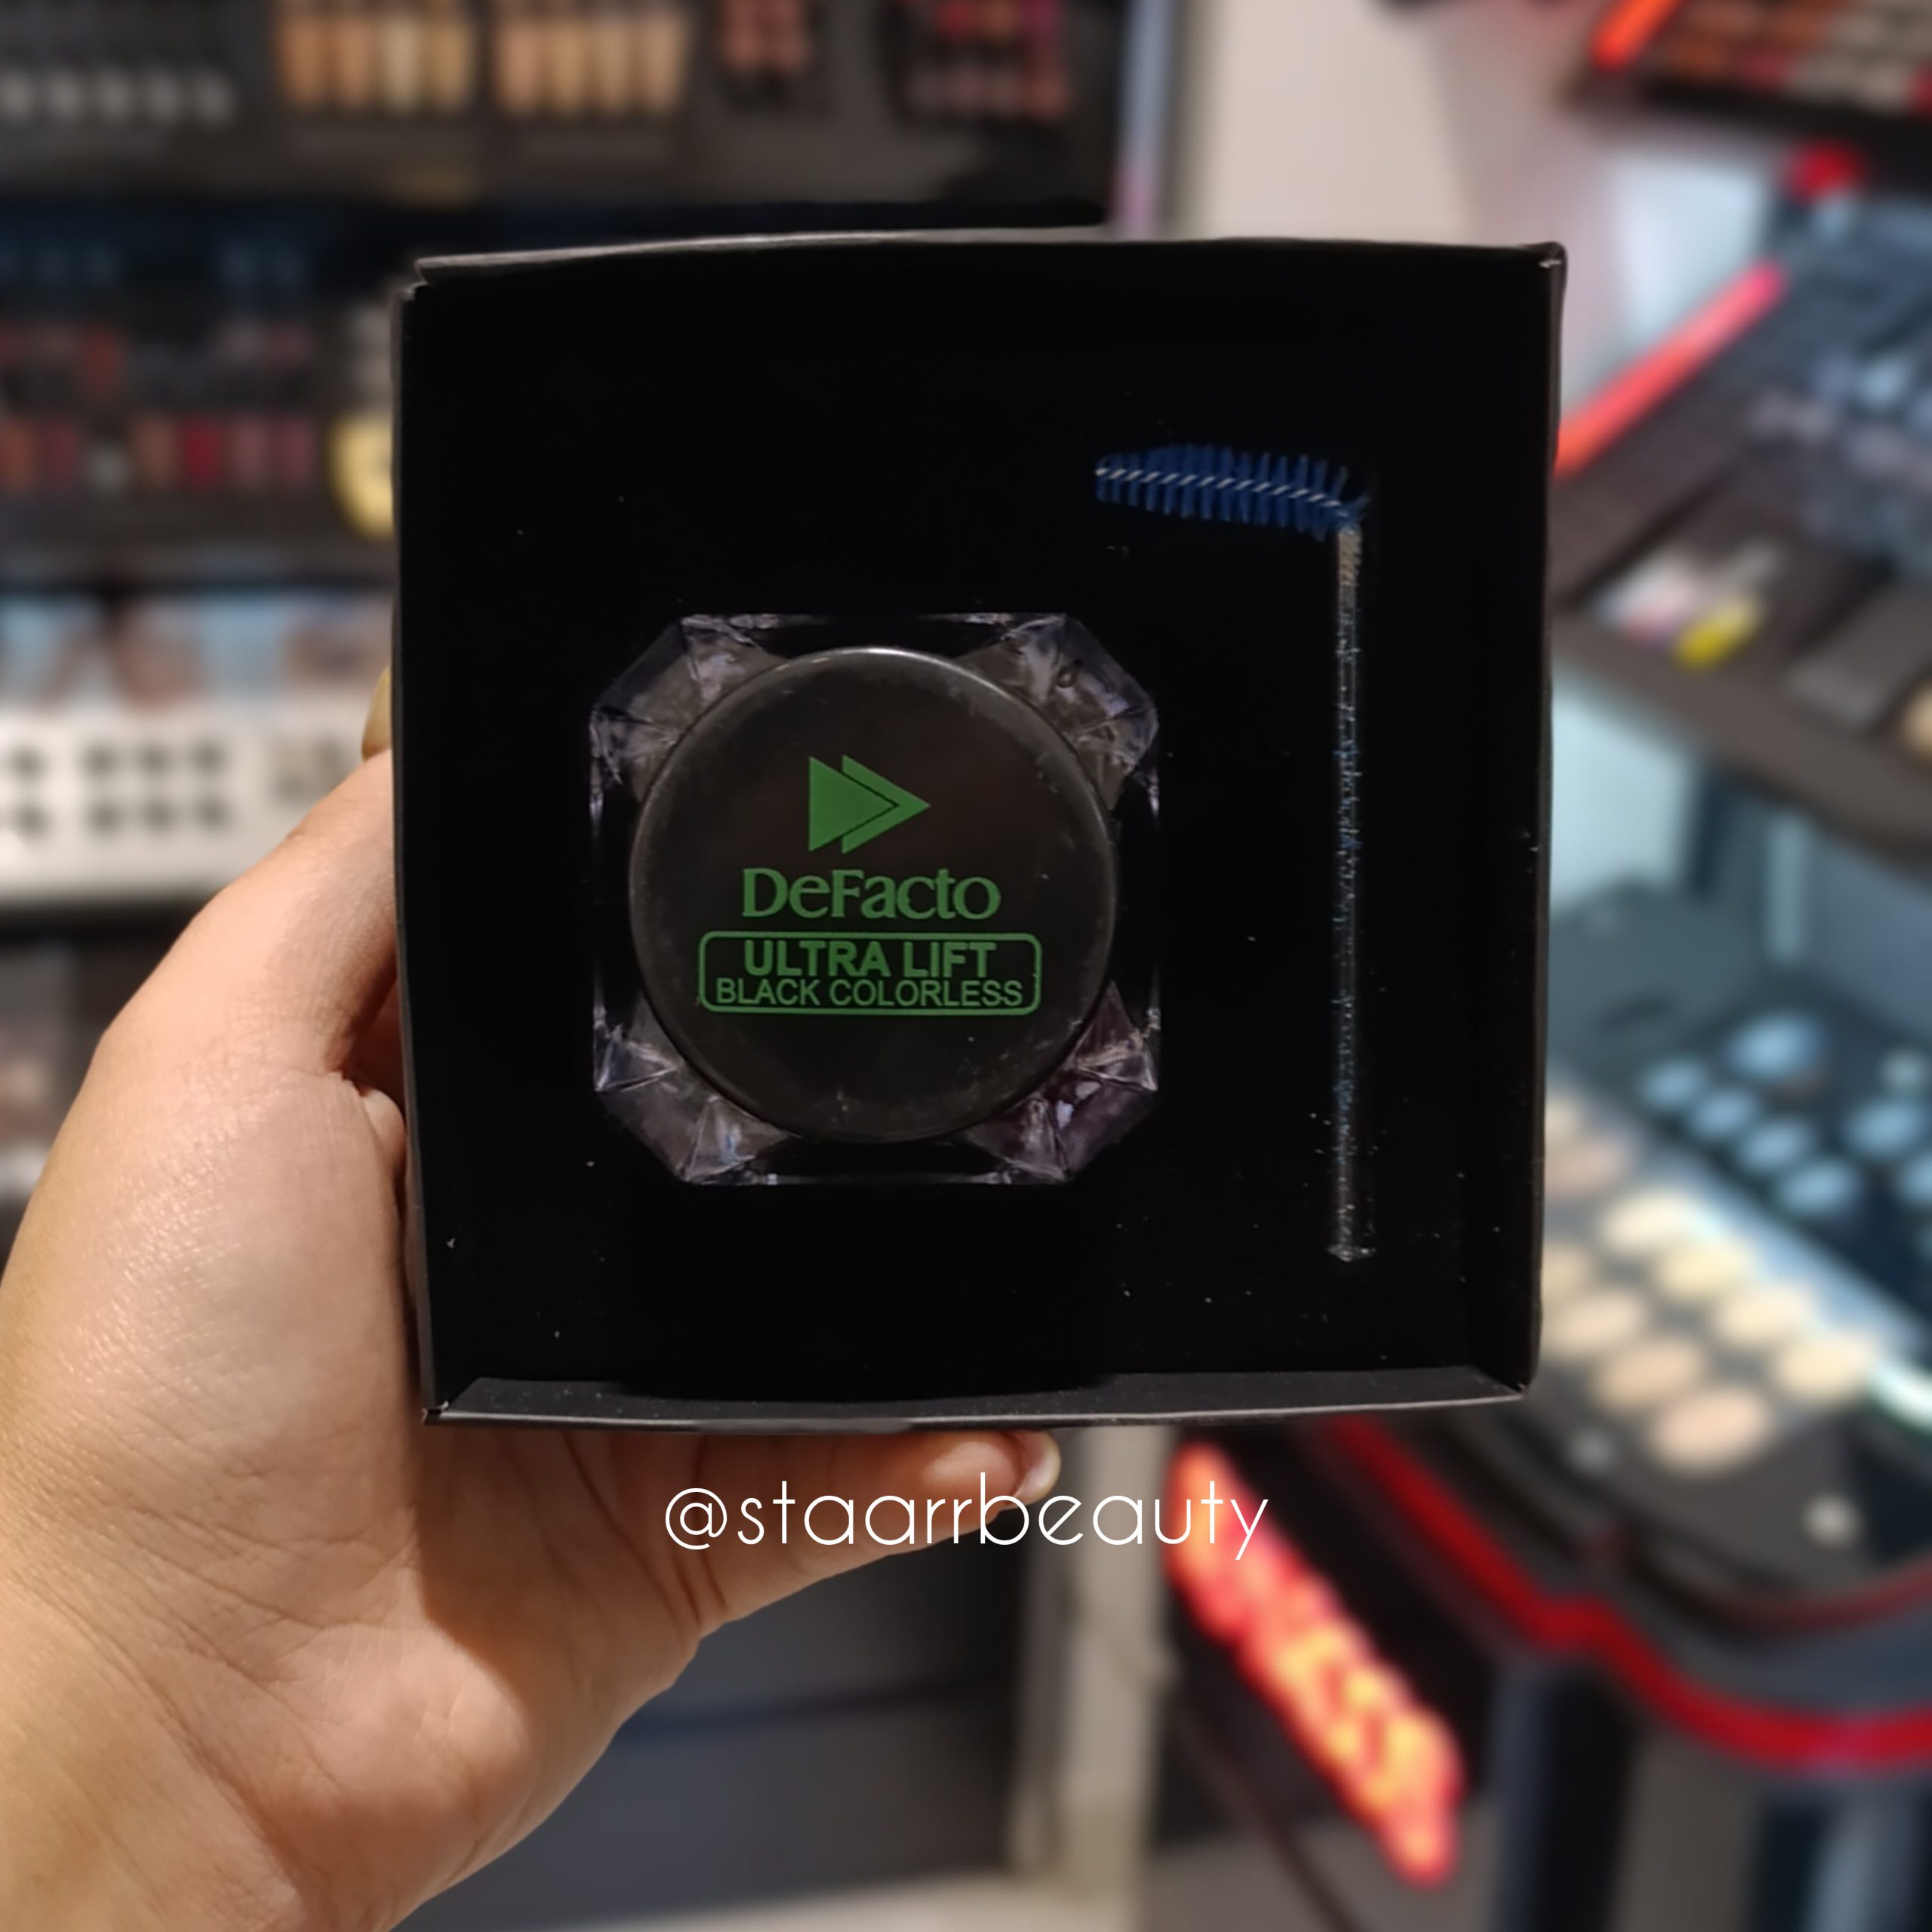 DeFacto
ULTRA LIFT
BLACK COLORLESS
@staarrbeauty